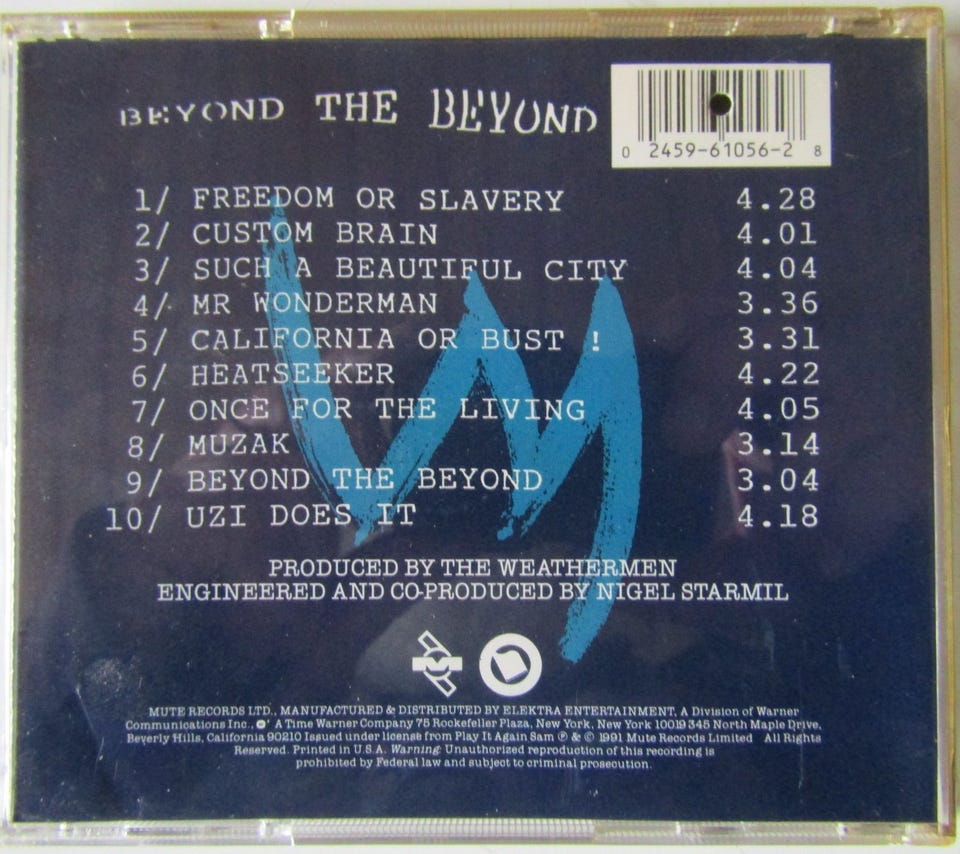 BEYOND THE BEYOND
0 2459-61056-2 8
1/ FREEDOM OR SLAVERY 4.28
2/ CUSTOM BRAIN 4.01
3/ SUCH A BEAUTIFUL CITY 4.04
4/ MR WONDERMAN 3.36
5/ CALIFORNIA OR BUST ! 3.31
6/ HEATSEEKER 4.22
7/ ONCE FOR THE LIVING 4.05
8/ MUZAK 3.14
9/ BEYOND THE BEYOND 3.04
10/ UZI DOES IT 4.18
PRODUCED BY THE WEATHERMEN
ENGINEERED AND CO-PRODUCED BY NIGEL STARMIL
MUTE RECORDS LTD., MANUFACTURED & DISTRIBUTED BY ELEKTRA ENTERTAINMENT, A Division of Warner
Communications Inc., A Time Warner Company 75 Rockefeller Plaza, New York, New York 10019 345 North Maple Drive,
Beverly Hills, California 90210 Issued under license from Play It Again Sam ℗ & © 1991 Mute Records Limited All Rights
Reserved. Printed in U.S.A. Warning: Unauthorized reproduction of this recording is
prohibited by Federal law and subject to criminal prosecution.